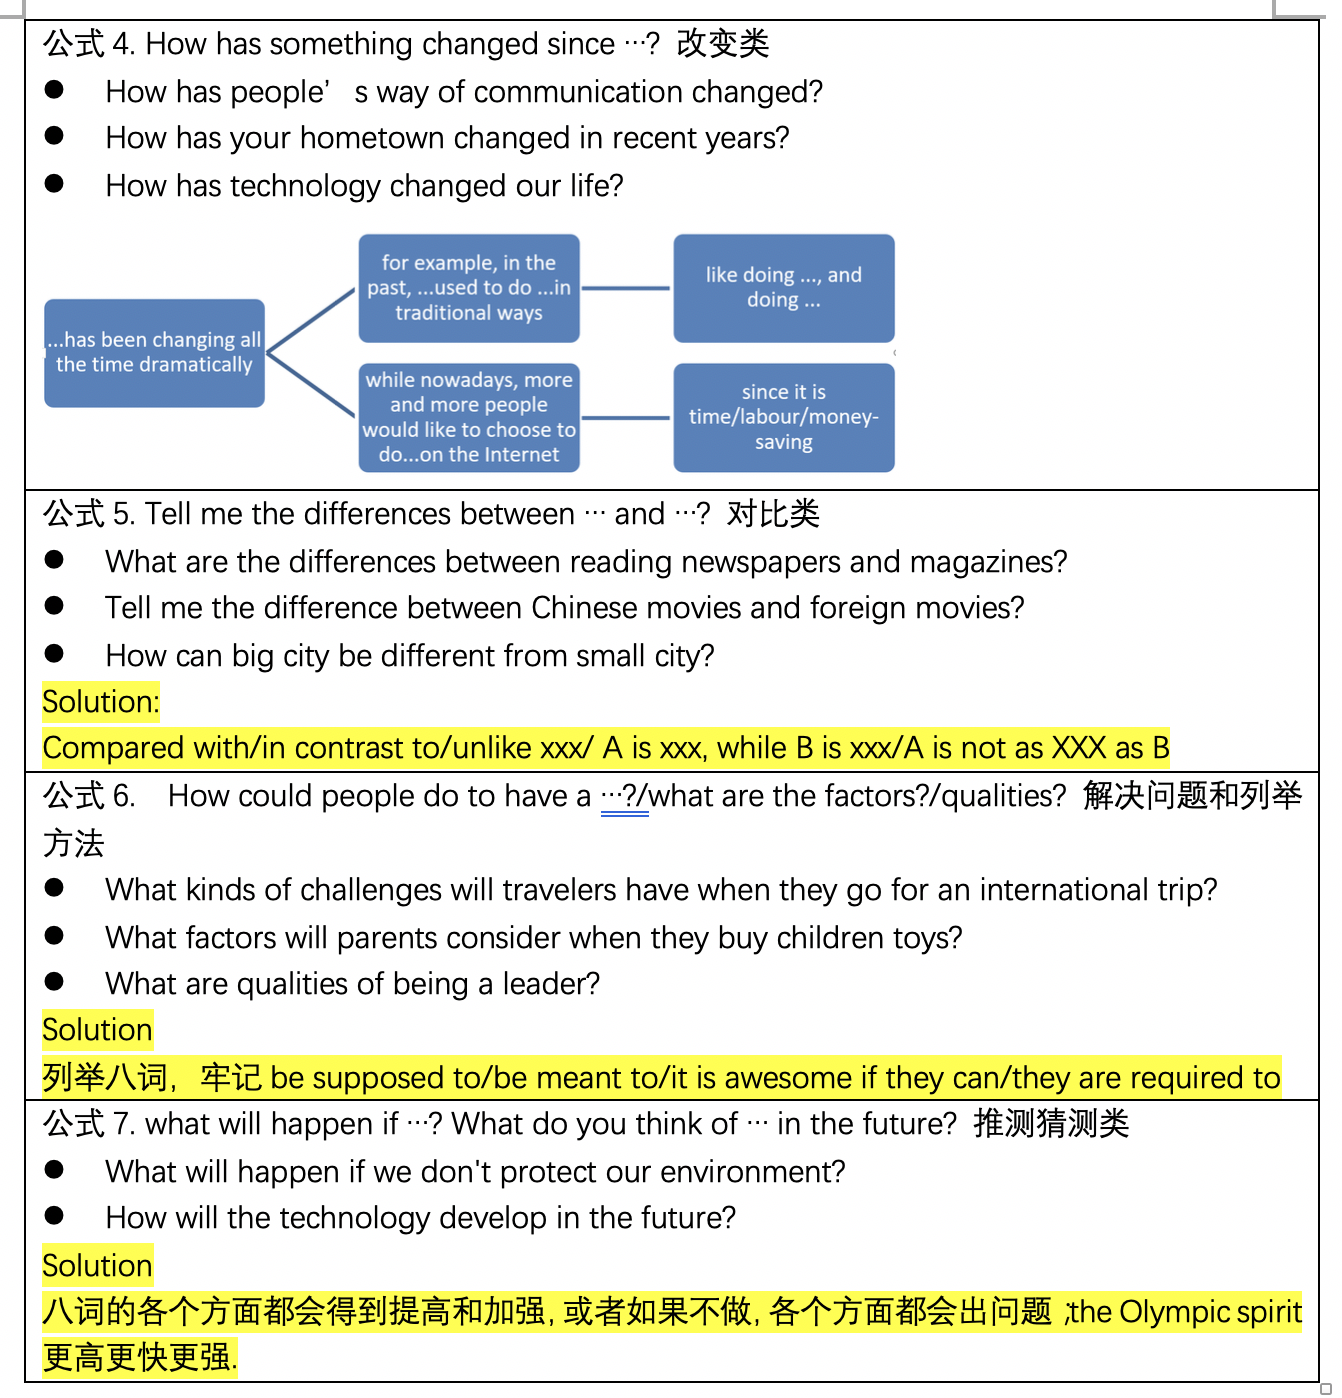 公式 4. How has something changed since …? 改变类
● How has people’s way of communication changed?
● How has your hometown changed in recent years?
● How has technology changed our life?
...has been changing all
the time dramatically
for example, in the
past, ...used to do ...in
traditional ways
like doing ..., and
doing ...
while nowadays, more
and more people
would like to choose to
do...on the Internet
since it is
time/labour/money-
saving
公式 5. Tell me the differences between … and …? 对比类
● What are the differences between reading newspapers and magazines?
● Tell me the difference between Chinese movies and foreign movies?
● How can big city be different from small city?
Solution:
Compared with/in contrast to/unlike xxx/ A is xxx, while B is xxx/A is not as XXX as B
公式 6. How could people do to have a …?/what are the factors?/qualities? 解决问题和列举
方法
● What kinds of challenges will travelers have when they go for an international trip?
● What factors will parents consider when they buy children toys?
● What are qualities of being a leader?
Solution
列举八词，牢记 be supposed to/be meant to/it is awesome if they can/they are required to
公式 7. what will happen if …? What do you think of … in the future? 推测猜测类
● What will happen if we don't protect our environment?
● How will the technology develop in the future?
Solution
八词的各个方面都会得到提高和加强, 或者如果不做, 各个方面都会出问题 ;the Olympic spirit
更高更快更强.